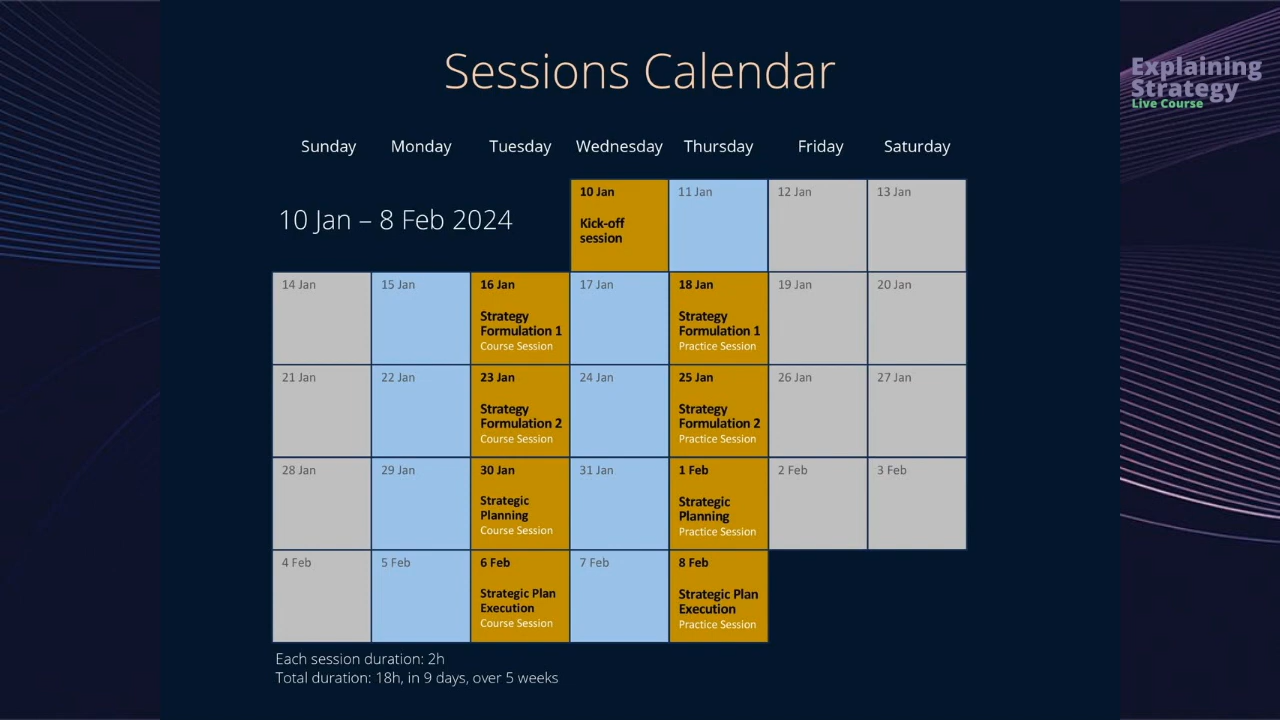 Sessions Calendar
Explaining
Strategy
Live Course
Sunday Monday Tuesday Wednesday Thursday Friday Saturday
10 Jan – 8 Feb 2024
10 Jan
Kick-off
session
11 Jan
12 Jan
13 Jan
14 Jan
15 Jan
16 Jan
Strategy
Formulation 1
Course Session
17 Jan
18 Jan
Strategy
Formulation 1
Practice Session
19 Jan
20 Jan
21 Jan
22 Jan
23 Jan
Strategy
Formulation 2
Course Session
24 Jan
25 Jan
Strategy
Formulation 2
Practice Session
26 Jan
27 Jan
28 Jan
29 Jan
30 Jan
Strategic
Planning
Course Session
31 Jan
1 Feb
Strategic
Planning
Practice Session
2 Feb
3 Feb
4 Feb
5 Feb
6 Feb
Strategic Plan
Execution
Course Session
7 Feb
8 Feb
Strategic Plan
Execution
Practice Session
Each session duration: 2h
Total duration: 18h, in 9 days, over 5 weeks